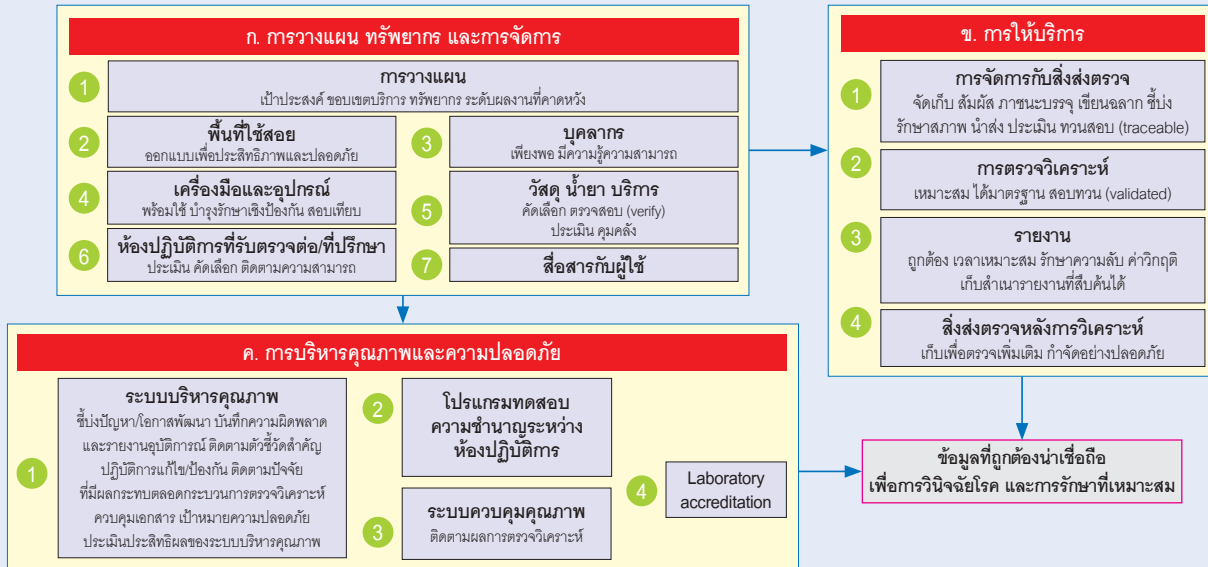 ก. การวางแผน ทรัพยากร และการจัดการ
1
การวางแผน
เป้าประสงค์ ขอบเขตบริการ ทรัพยากร ระดับผลงานที่คาดหวัง
2
พื้นที่ใช้สอย
ออกแบบเพื่อประสิทธิภาพและปลอดภัย
3
บุคลากร
เพียงพอ มีความรู้ความสามารถ
4
เครื่องมือและอุปกรณ์
พร้อมใช้ บำรุงรักษาเชิงป้องกัน สอบเทียบ
5
วัสดุ น้ำยา บริการ
คัดเลือก ตรวจสอบ (verify)
ประเมิน คุมคลัง
6
ห้องปฏิบัติการที่รับตรวจต่อ/ที่ปรึกษา
ประเมิน คัดเลือก ติดตามความสามารถ
7
สื่อสารกับผู้ใช้
ข. การให้บริการ
1
การจัดการกับสิ่งส่งตรวจ
จัดเก็บ สัมผัส ภาชนะบรรจุ เขียนฉลาก ชี้บ่ง
รักษาสภาพ นำส่ง ประเมิน ทวนสอบ (traceable)
2
การตรวจวิเคราะห์
เหมาะสม ได้มาตรฐาน สอบทวน (validated)
3
รายงาน
ถูกต้อง เวลาเหมาะสม รักษาความลับ ค่าวิกฤติ
เก็บสำเนารายงานที่สืบค้นได้
4
สิ่งส่งตรวจหลังการวิเคราะห์
เก็บเพื่อตรวจเพิ่มเติม กำจัดอย่างปลอดภัย
ค. การบริหารคุณภาพและความปลอดภัย
1
ระบบบริหารคุณภาพ
ชี้บ่งปัญหา/โอกาสพัฒนา บันทึกความผิดพลาด
และรายงานอุบัติการณ์ ติดตามตัวชี้วัดสำคัญ
ปฏิบัติการแก้ไข/ป้องกัน ติดตามปัจจัย
ที่มีผลกระทบตลอดกระบวนการตรวจวิเคราะห์
ควบคุมเอกสาร เป้าหมายความปลอดภัย
ประเมินประสิทธิผลของระบบบริหารคุณภาพ
2
โปรแกรมทดสอบ
ความชำนาญระหว่าง
ห้องปฏิบัติการ
3
ระบบควบคุมคุณภาพ
ติดตามผลการตรวจวิเคราะห์
4
Laboratory
accreditation
ข้อมูลที่ถูกต้องน่าเชื่อถือ
เพื่อการวินิจฉัยโรค และการรักษาที่เหมาะสม